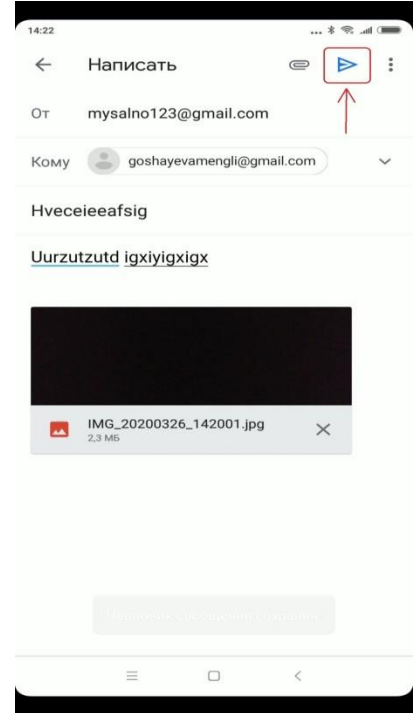 14:22
Написать
От mysalno123@gmail.com
Кому goshayevamengli@gmail.com
Hveceieeafsig
Uurzutzutd igxiyigxigx
IMG_20200326_142001.jpg
2,3 МБ